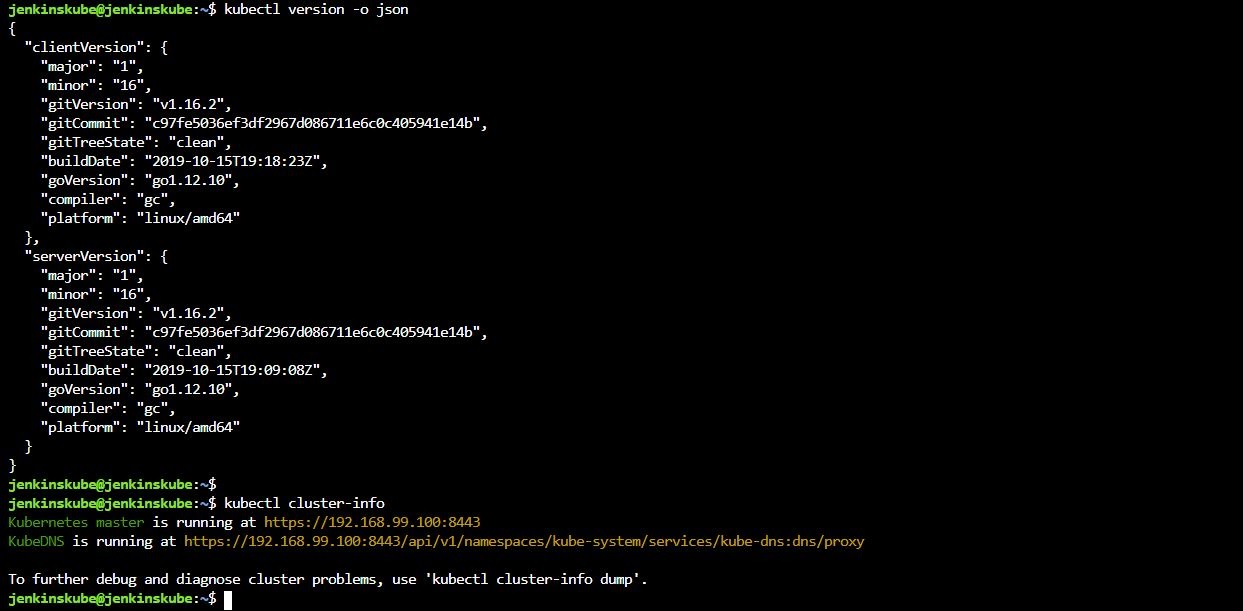 jenkinskube@jenkinskube:~$ kubectl version -o json
{
  "clientVersion": {
    "major": "1",
    "minor": "16",
    "gitVersion": "v1.16.2",
    "gitCommit": "c97fe5036ef3df2967d086711e6c0c405941e14b",
    "gitTreeState": "clean",
    "buildDate": "2019-10-15T19:18:23Z",
    "goVersion": "go1.12.10",
    "compiler": "gc",
    "platform": "linux/amd64"
  },
  "serverVersion": {
    "major": "1",
    "minor": "16",
    "gitVersion": "v1.16.2",
    "gitCommit": "c97fe5036ef3df2967d086711e6c0c405941e14b",
    "gitTreeState": "clean",
    "buildDate": "2019-10-15T19:09:08Z",
    "goVersion": "go1.12.10",
    "compiler": "gc",
    "platform": "linux/amd64"
  }
}
jenkinskube@jenkinskube:~$
jenkinskube@jenkinskube:~$ kubectl cluster-info
Kubernetes master is running at https://192.168.99.100:8443
KubeDNS is running at https://192.168.99.100:8443/api/v1/namespaces/kube-system/services/kube-dns:dns/proxy

To further debug and diagnose cluster problems, use 'kubectl cluster-info dump'.
jenkinskube@jenkinskube:~$